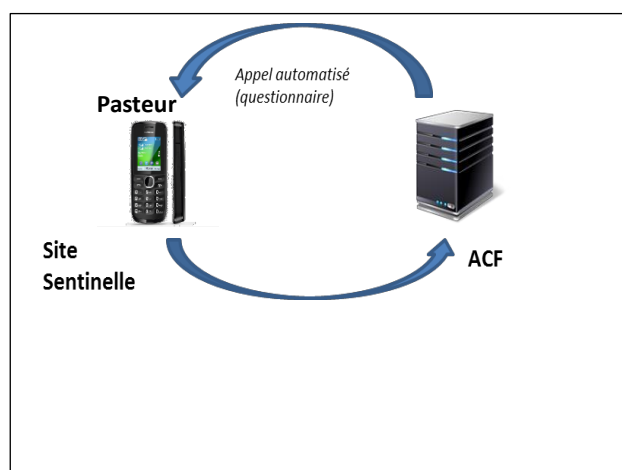 Appel automatisé
(questionnaire)
Pasteur
Site
Sentinelle
ACF